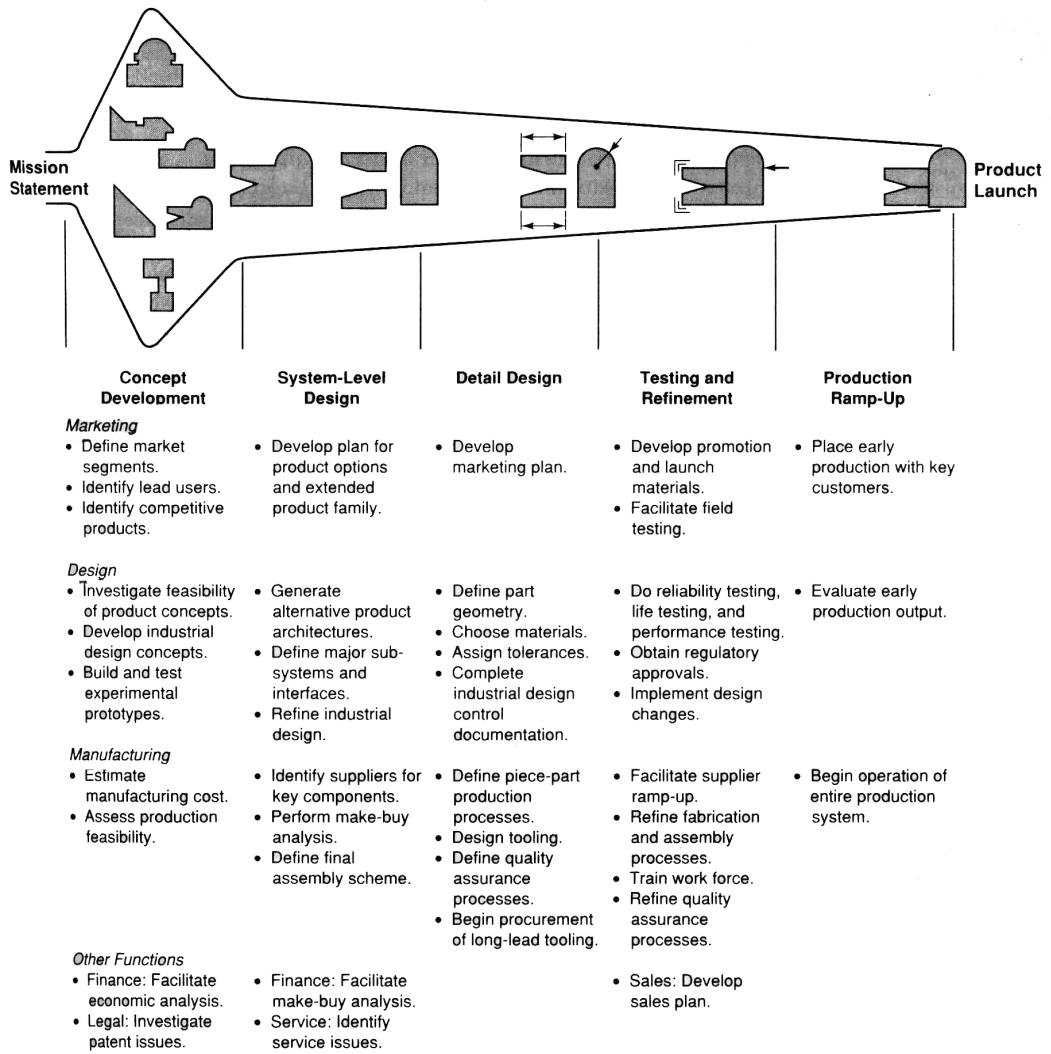 Mission
Statement
Product
Launch
Concept
Development
System-Level
Design
Detail Design
Testing and
Refinement
Production
Ramp-Up
Marketing
• Define market
segments.
• Identify lead users.
• Identify competitive
products.
• Develop plan for
product options
and extended
product family.
• Develop
marketing plan.
• Develop promotion
and launch
materials.
• Facilitate field
testing.
• Place early
production with key
customers.
Design
• Investigate feasibility
of product concepts.
• Develop industrial
design concepts.
• Build and test
experimental
prototypes.
• Generate
alternative product
architectures.
• Define major sub-
systems and
interfaces.
• Refine industrial
design.
• Define part
geometry.
• Choose materials.
• Assign tolerances.
• Complete
industrial design
control
documentation.
• Do reliability testing,
life testing, and
performance testing.
• Obtain regulatory
approvals.
• Implement design
changes.
• Evaluate early
production output.
Manufacturing
• Estimate
manufacturing cost.
• Assess production
feasibility.
• Identify suppliers for
key components.
• Perform make-buy
analysis.
• Define final
assembly scheme.
• Define piece-part
production
processes.
• Design tooling.
• Define quality
assurance
processes.
• Begin procurement
of long-lead tooling.
• Facilitate supplier
ramp-up.
• Refine fabrication
and assembly
processes.
• Train work force.
• Refine quality
assurance
processes.
• Begin operation of
entire production
system.
Other Functions
• Finance: Facilitate
economic analysis.
• Legal: Investigate
patent issues.
• Finance: Facilitate
make-buy analysis.
• Service: Identify
service issues.
• Sales: Develop
sales plan.